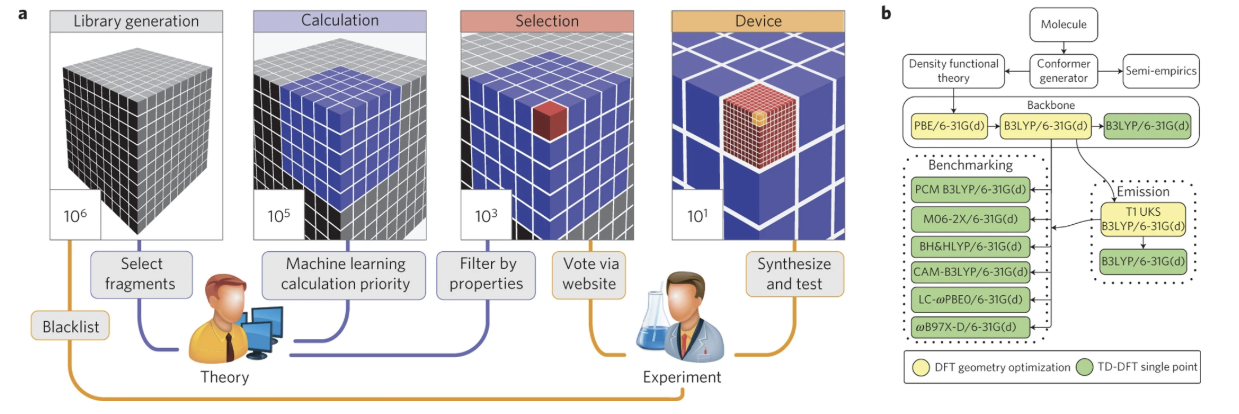 a
Library generation
Calculation
Selection
Device
10⁶
10⁵
10³
10¹
Select
fragments
Machine learning
calculation priority
Filter by
properties
Vote via
website
Synthesize
and test
Blacklist
Theory
Experiment
b
Molecule
Density functional
theory
Conformer
generator
Semi-empirics
Backbone
PBE/6-31G(d)
B3LYP/6-31G(d)
B3LYP/6-31G(d)
Benchmarking
PCM B3LYP/6-31G(d)
M06-2X/6-31G(d)
BH&HLYP/6-31G(d)
CAM-B3LYP/6-31G(d)
LC-ωPBE0/6-31G(d)
ωB97X-D/6-31G(d)
Emission
T1 UKS
B3LYP/6-31G(d)
B3LYP/6-31G(d)
DFT geometry optimization
TD-DFT single point